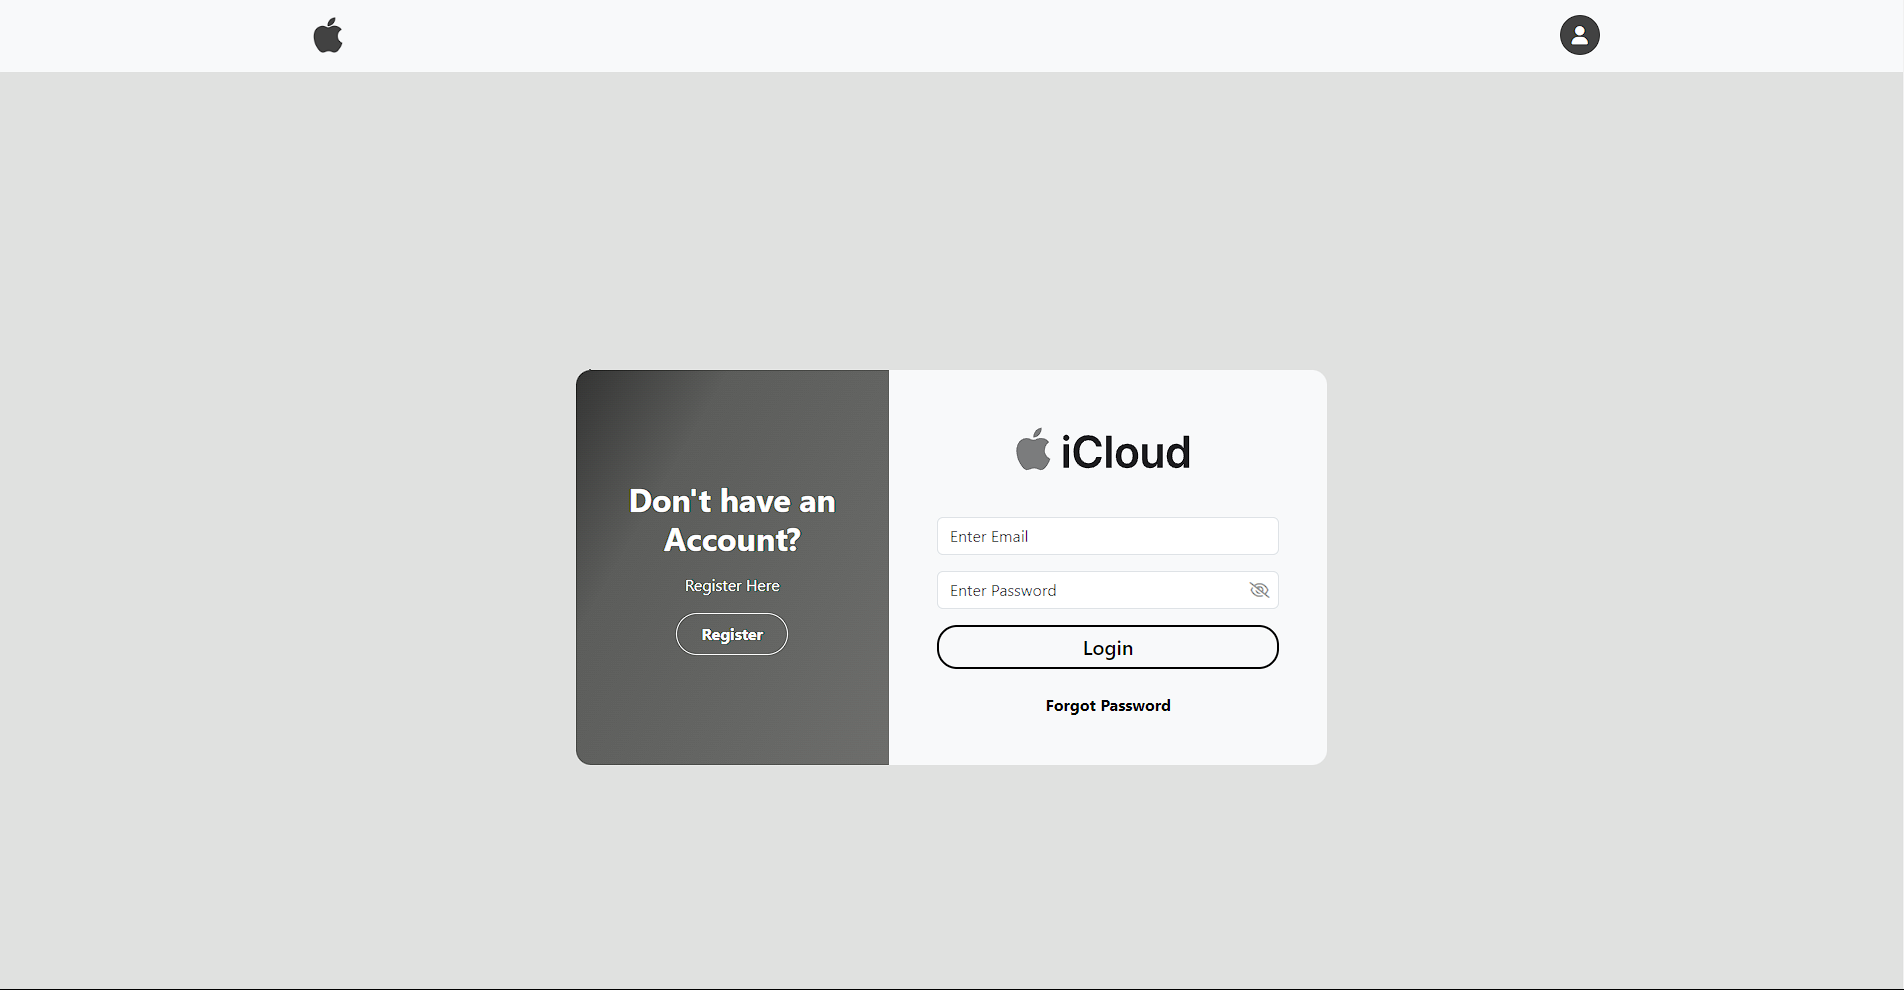 Don't have an
Account?
Register Here
Register
iCloud
Enter Email
Enter Password
Login
Forgot Password